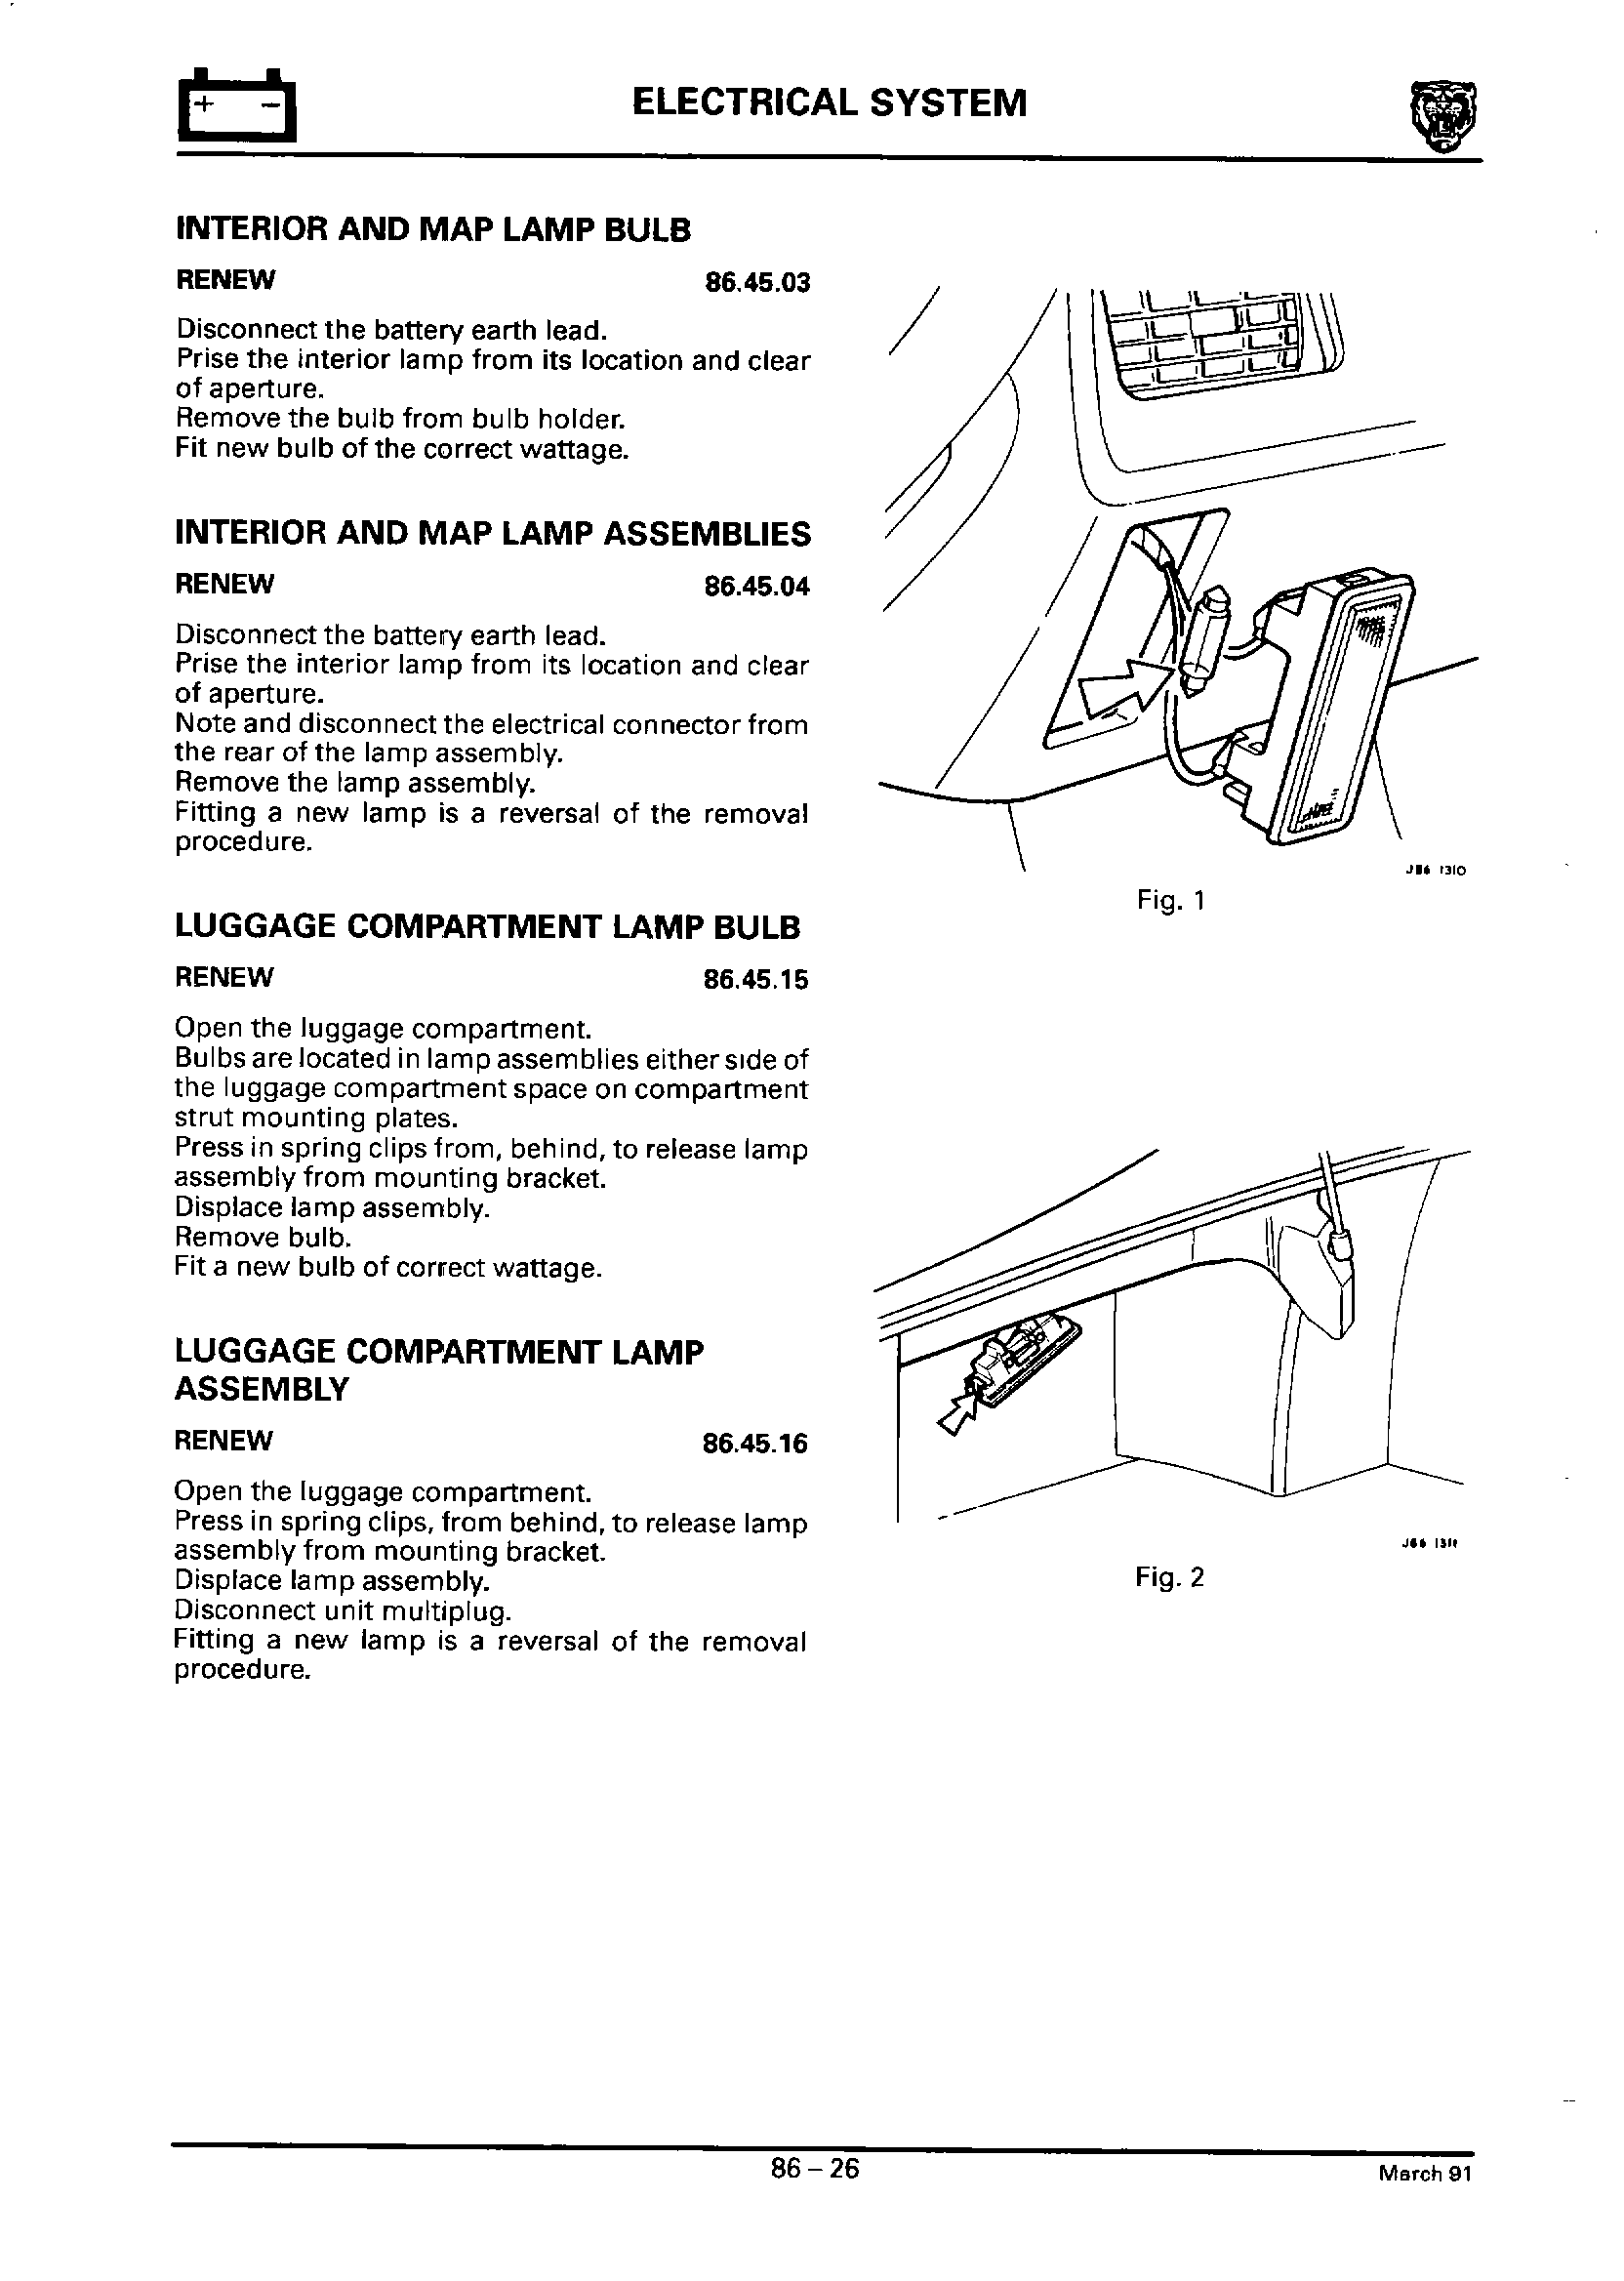 + −
ELECTRICAL SYSTEM
INTERIOR AND MAP LAMP BULB
RENEW 86.45.03
Disconnect the battery earth lead.
Prise the interior lamp from its location and clear
of aperture.
Remove the bulb from bulb holder.
Fit new bulb of the correct wattage.
INTERIOR AND MAP LAMP ASSEMBLIES
RENEW 86.45.04
Disconnect the battery earth lead.
Prise the interior lamp from its location and clear
of aperture.
Note and disconnect the electrical connector from
the rear of the lamp assembly.
Remove the lamp assembly.
Fitting a new lamp is a reversal of the removal
procedure.
LUGGAGE COMPARTMENT LAMP BULB
RENEW 86.45.15
Open the luggage compartment.
Bulbs are located in lamp assemblies either side of
the luggage compartment space on compartment
strut mounting plates.
Press in spring clips from, behind, to release lamp
assembly from mounting bracket.
Displace lamp assembly.
Remove bulb.
Fit a new bulb of correct wattage.
LUGGAGE COMPARTMENT LAMP
ASSEMBLY
RENEW 86.45.16
Open the luggage compartment.
Press in spring clips, from behind, to release lamp
assembly from mounting bracket.
Displace lamp assembly.
Disconnect unit multiplug.
Fitting a new lamp is a reversal of the removal
procedure.
J86 1310
Fig. 1
J86 1311
Fig. 2
86 – 26
March 91